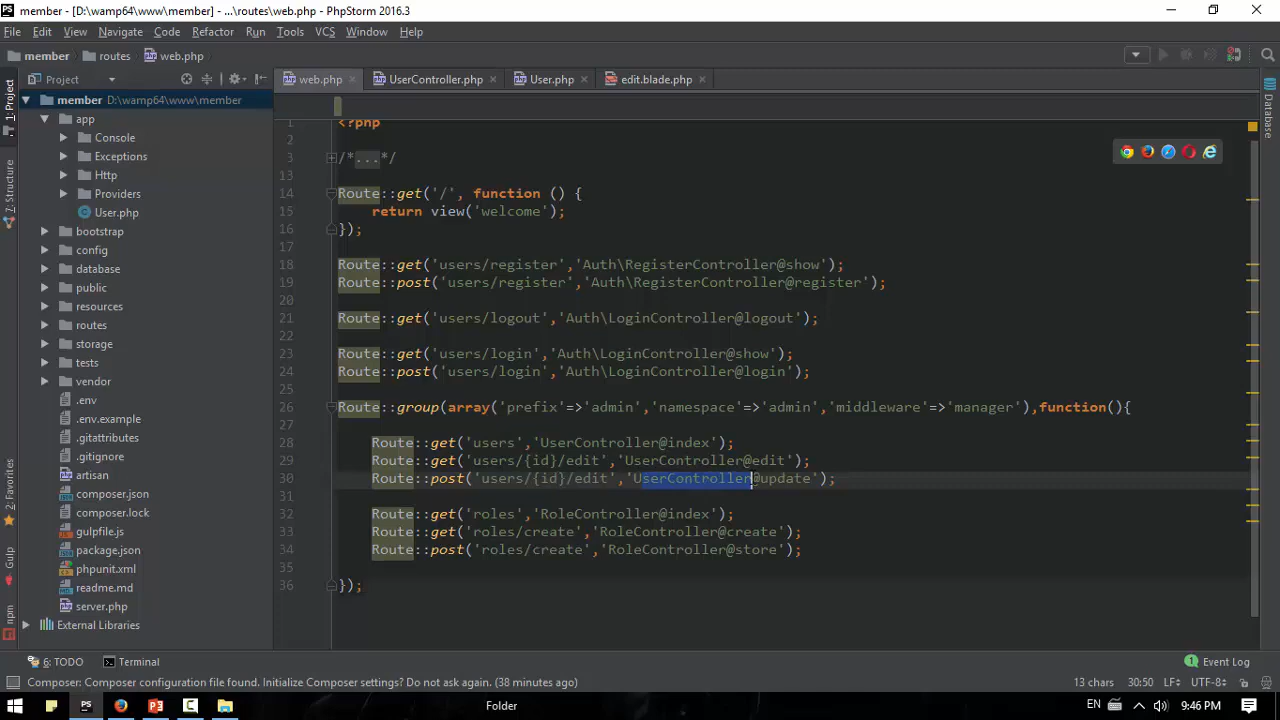 member - [D:\wamp64\www\member] - ...\routes\web.php - PhpStorm 2016.3
File Edit View Navigate Code Refactor Run Tools VCS Window Help
member routes web.php
Project
web.php UserController.php User.php edit.blade.php
member D:\wamp64\www\member
app
Console
Exceptions
Http
Providers
User.php
bootstrap
config
database
public
resources
routes
storage
tests
vendor
.env
.env.example
.gitattributes
.gitignore
artisan
composer.json
composer.lock
gulpfile.js
package.json
phpunit.xml
readme.md
server.php
External Libraries
1: Project
7: Structure
2: Favorites
Gulp
npm
Database
1 <?php
2
3 /*...*/
13
14 Route::get('/', function () {
15 return view('welcome');
16 });
17
18 Route::get('users/register','Auth\RegisterController@show');
19 Route::post('users/register','Auth\RegisterController@register');
20
21 Route::get('users/logout','Auth\LoginController@logout');
22
23 Route::get('users/login','Auth\LoginController@show');
24 Route::post('users/login','Auth\LoginController@login');
25
26 Route::group(array('prefix'=>'admin','namespace'=>'admin','middleware'=>'manager'),function(){
27
28 Route::get('users','UserController@index');
29 Route::get('users/{id}/edit','UserController@edit');
30 Route::post('users/{id}/edit','UserController@update');
31
32 Route::get('roles','RoleController@index');
33 Route::get('roles/create','RoleController@create');
34 Route::post('roles/create','RoleController@store');
35
36 });
6: TODO Terminal Event Log
Composer: Composer configuration file found. Initialize Composer settings? Do not ask again. (38 minutes ago) 13 chars 30:50 LF÷ UTF-8÷
Folder EN 9:46 PM